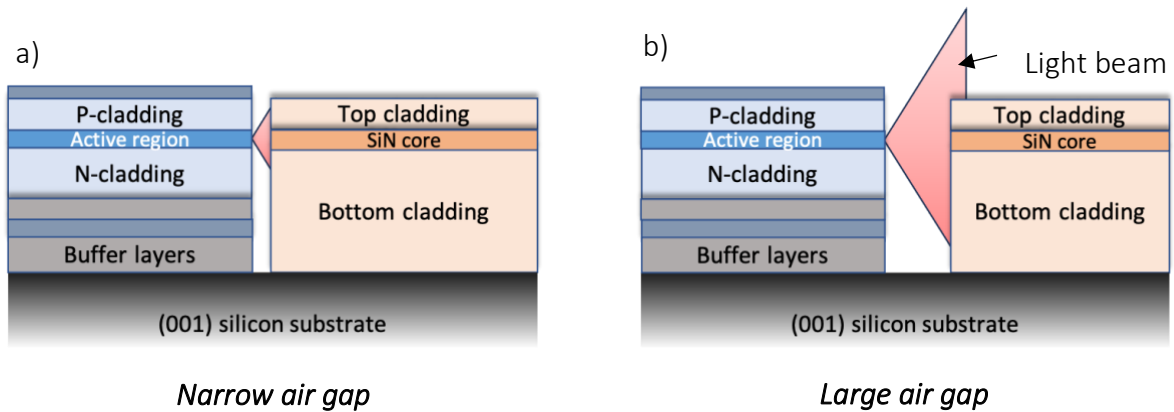 a)
P-cladding
Active region
N-cladding
Buffer layers
Top cladding
SiN core
Bottom cladding
(001) silicon substrate
Narrow air gap
b)
Light beam
P-cladding
Active region
N-cladding
Buffer layers
Top cladding
SiN core
Bottom cladding
(001) silicon substrate
Large air gap